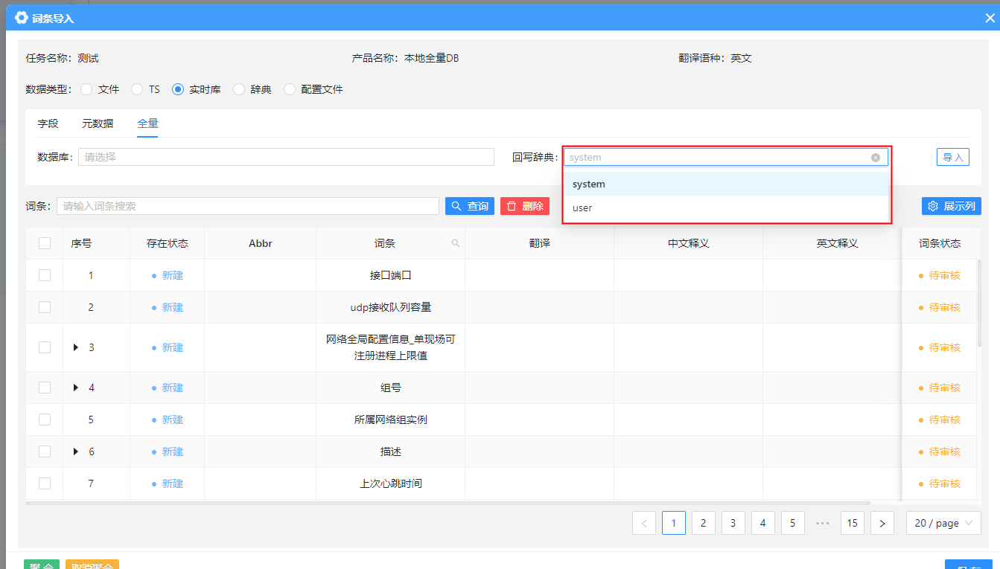 词条导入
任务名称：测试 产品名称：本地全量DB 翻译语种：英文
数据类型： 文件 TS 实时库 辞典 配置文件
字段 元数据 全量
数据库： 请选择 回写辞典： system 导入
system
user
词条： 请输入词条搜索 查询 删除 展示列
序号 存在状态 Abbr 词条 翻译 中文释义 英文释义 词条状态
1 新建 接口端口 待审核
2 新建 udp接收队列容量 待审核
3 新建 网络全局配置信息_单现场可 待审核
注册进程上限值
4 新建 组号 待审核
5 新建 所属网络组实例 待审核
6 新建 描述 待审核
7 新建 上次心跳时间 待审核
< 1 2 3 4 5 ••• 15 > 20 / page
聚合 取消聚合 保存